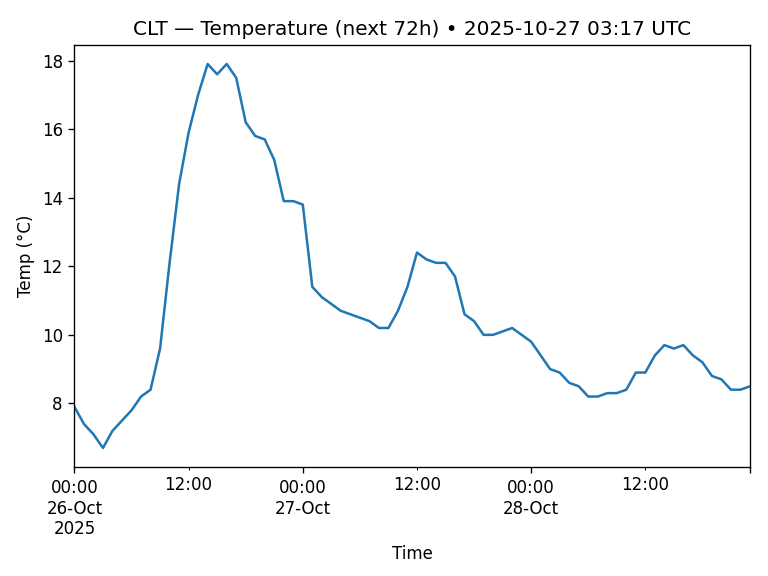 CLT — Temperature (next 72h) • 2025-10-27 03:17 UTC
18
16
14
12
10
8
Temp (°C)
00:00 12:00 00:00 12:00 00:00 12:00
26-Oct 27-Oct 28-Oct
2025
Time